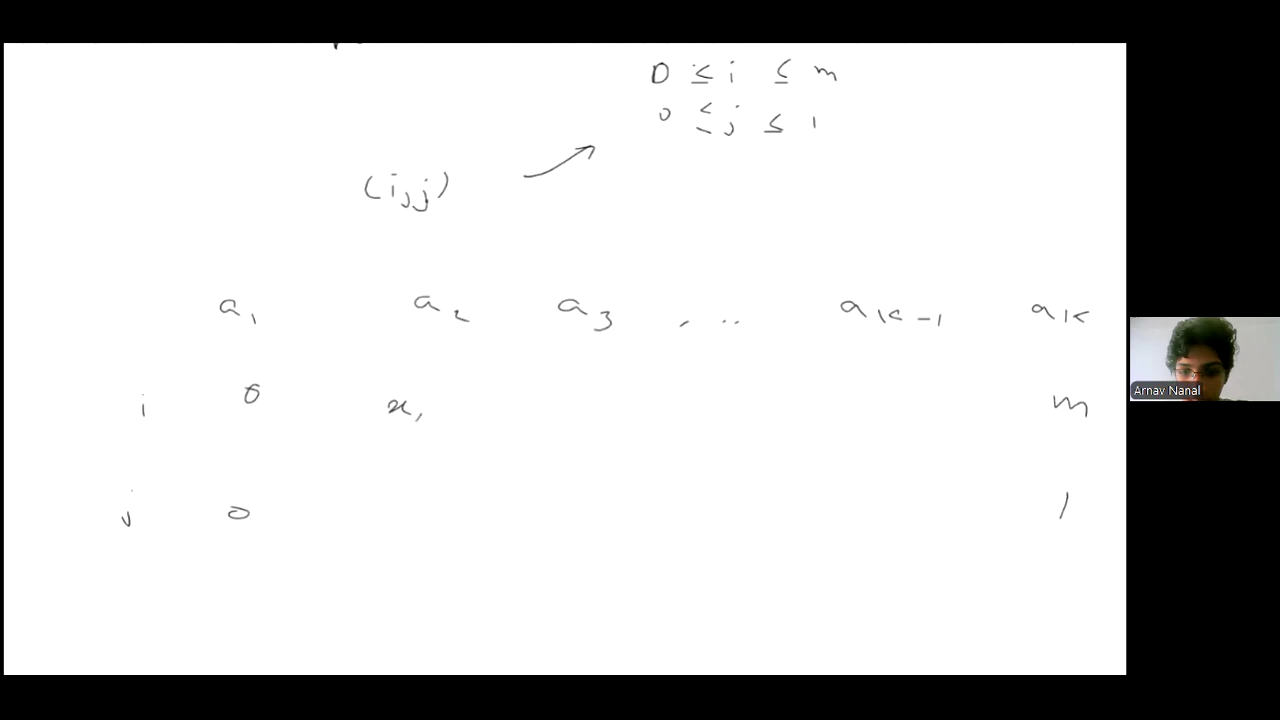 0 ≤ i ≤ m
0 ≤ j ≤ 1
(i,j)
a₁ a₂ a₃ ... aₖ₋₁ aₖ
i 0 x₁ m
j 0 1
Arnav Nanal